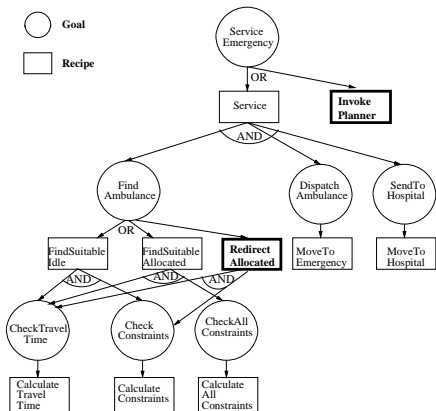 Goal
Recipe
Service
Emergency
OR
Service
Invoke
Planner
AND
Find
Ambulance
Dispatch
Ambulance
SendTo
Hospital
OR
FindSuitable
Idle
FindSuitable
Allocated
Redirect
Allocated
MoveTo
Emergency
MoveTo
Hospital
AND
AND
AND
CheckTravel
Time
Check
Constraints
CheckAll
Constraints
Calculate
Travel
Time
Calculate
Constraints
Calculate
All
Constraints